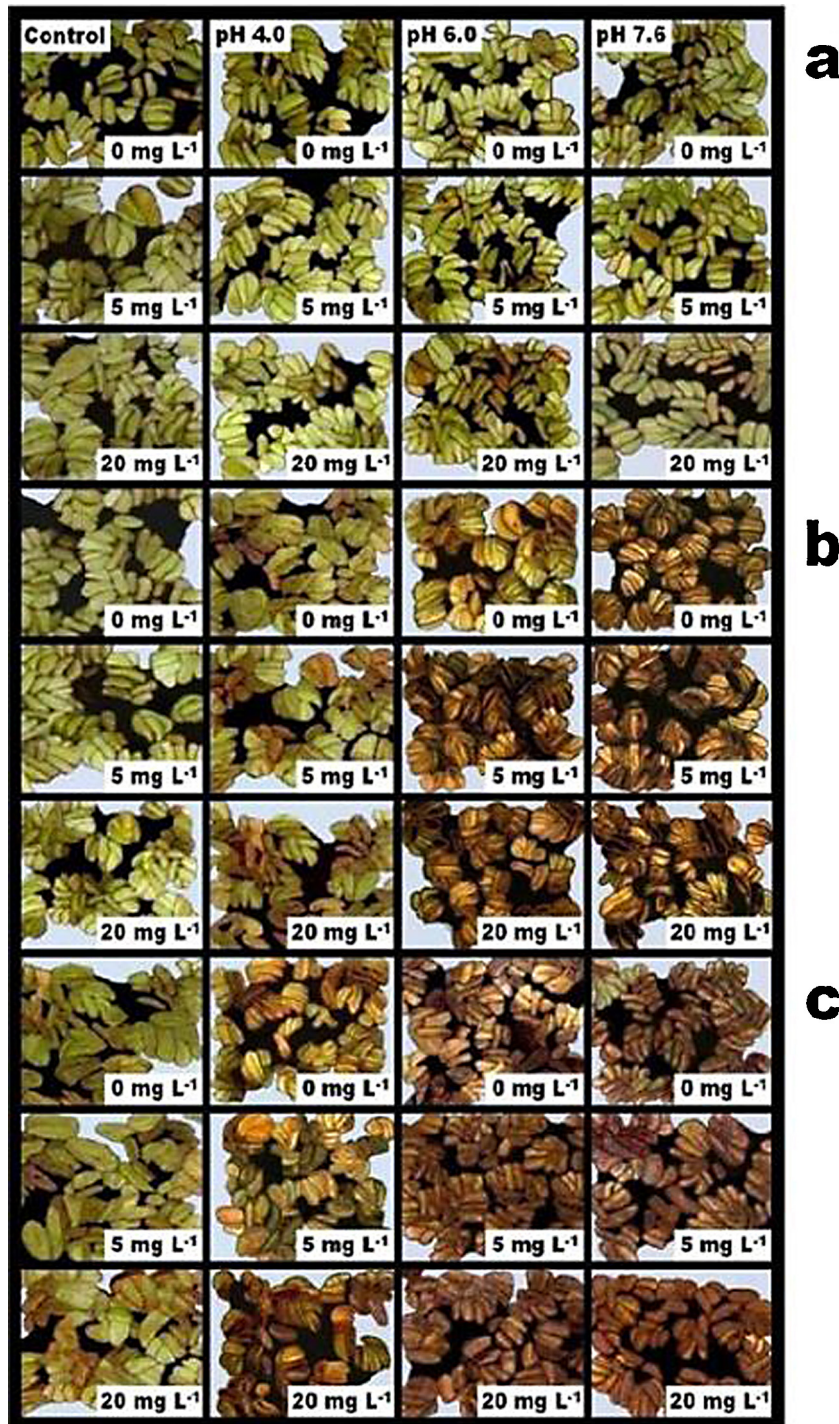 Control pH 4.0 pH 6.0 pH 7.6 a
0 mg L⁻¹ 0 mg L⁻¹ 0 mg L⁻¹ 0 mg L⁻¹
5 mg L⁻¹ 5 mg L⁻¹ 5 mg L⁻¹ 5 mg L⁻¹
20 mg L⁻¹ 20 mg L⁻¹ 20 mg L⁻¹ 20 mg L⁻¹
b
0 mg L⁻¹ 0 mg L⁻¹ 0 mg L⁻¹ 0 mg L⁻¹
5 mg L⁻¹ 5 mg L⁻¹ 5 mg L⁻¹ 5 mg L⁻¹
20 mg L⁻¹ 20 mg L⁻¹ 20 mg L⁻¹ 20 mg L⁻¹
c
0 mg L⁻¹ 0 mg L⁻¹ 0 mg L⁻¹ 0 mg L⁻¹
5 mg L⁻¹ 5 mg L⁻¹ 5 mg L⁻¹ 5 mg L⁻¹
20 mg L⁻¹ 20 mg L⁻¹ 20 mg L⁻¹ 20 mg L⁻¹